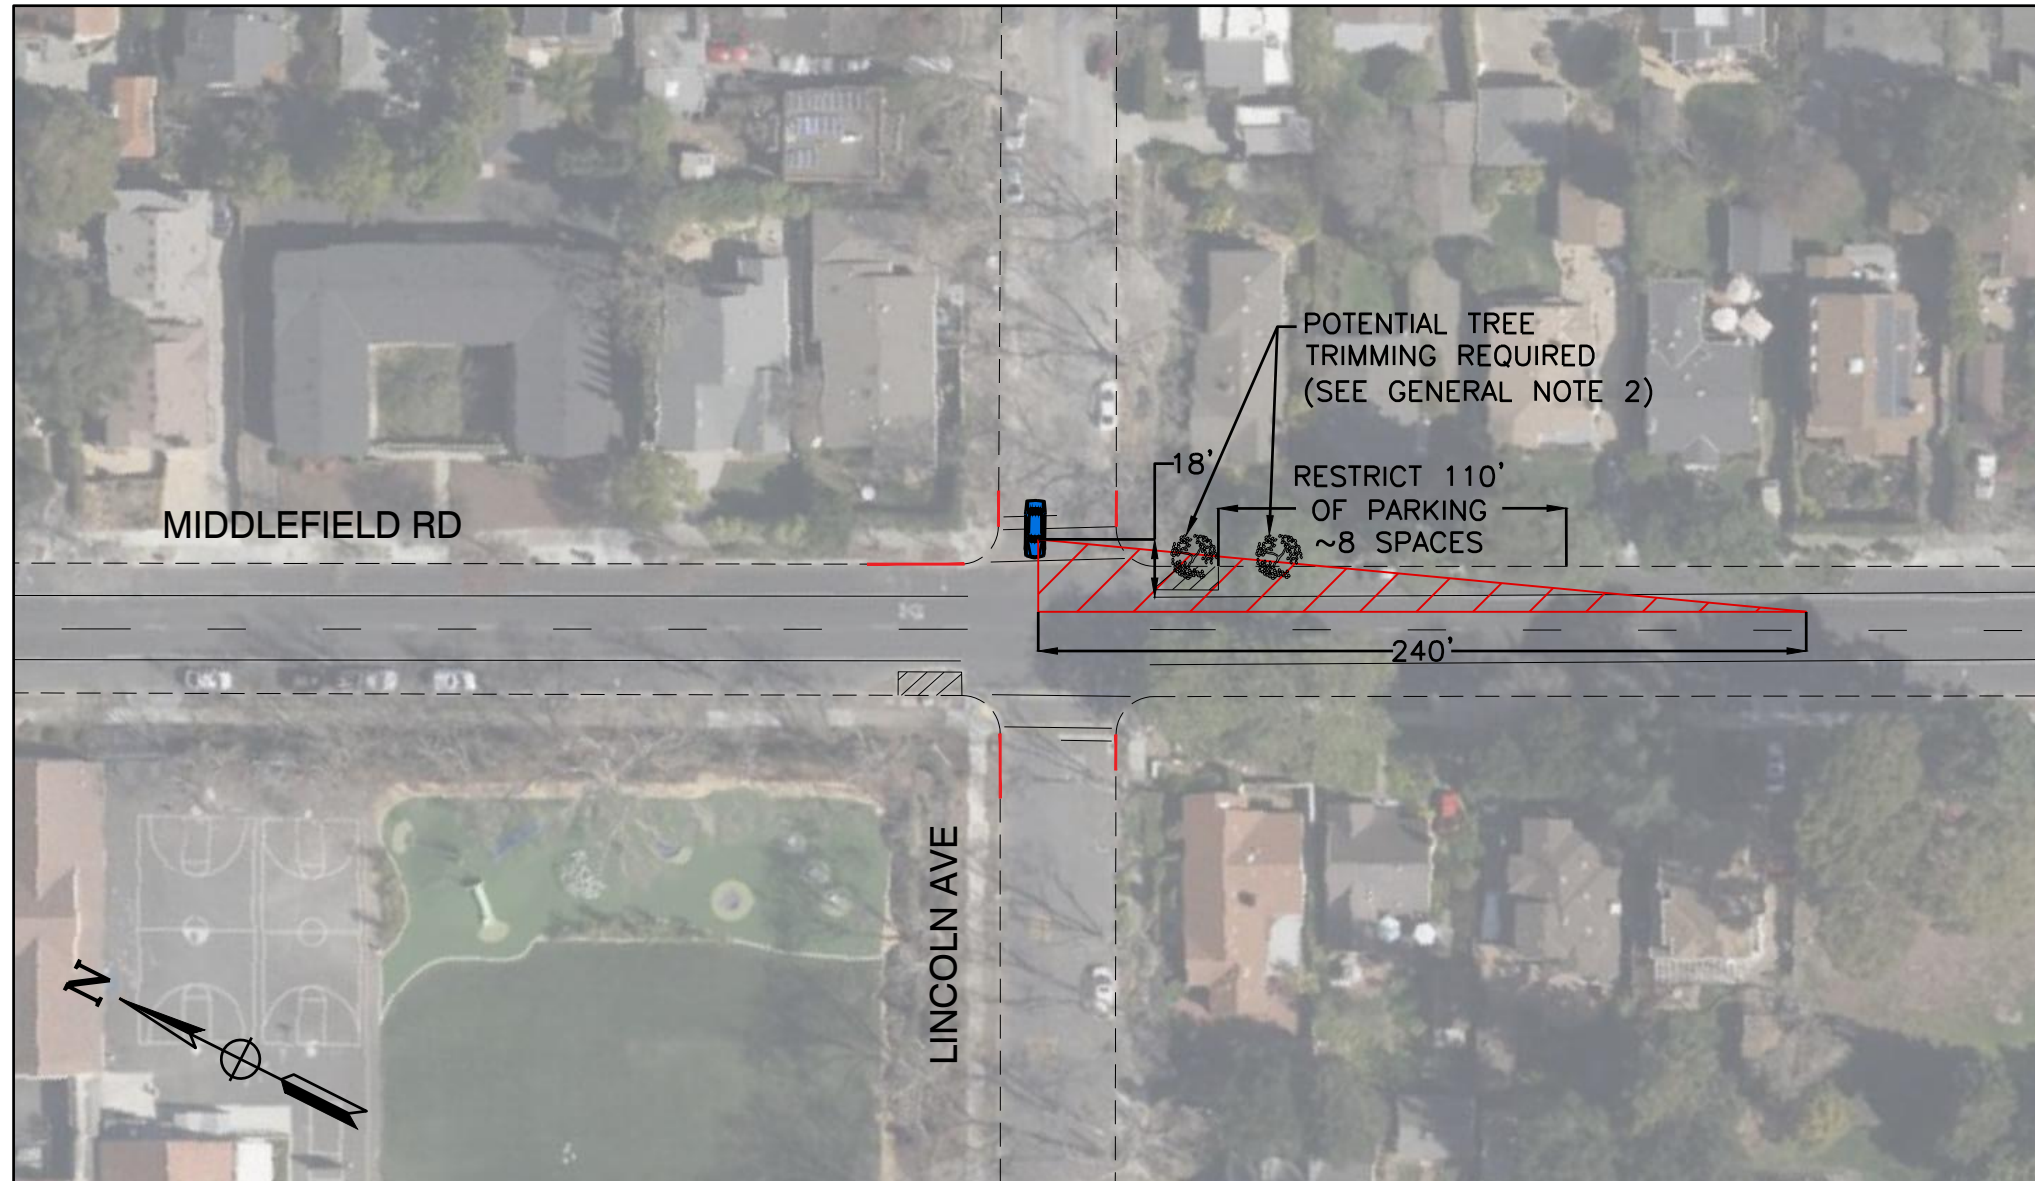 POTENTIAL TREE
TRIMMING REQUIRED
(SEE GENERAL NOTE 2)
18'
RESTRICT 110'
OF PARKING
~8 SPACES
MIDDLEFIELD RD
240'
LINCOLN AVE
N